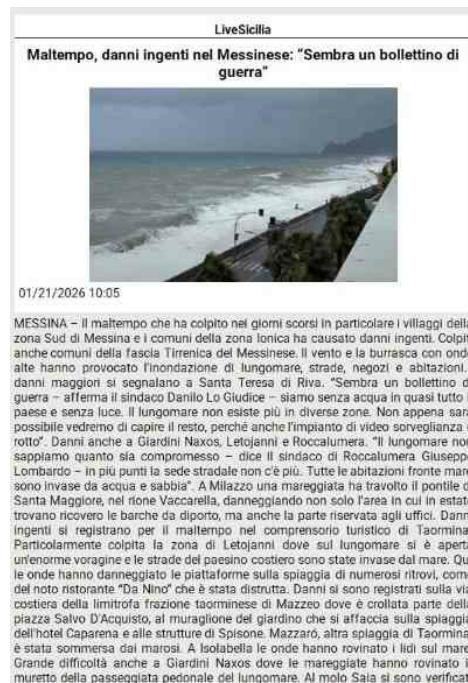 LiveSicilia
Maltempo, danni ingenti nel Messinese: “Sembra un bollettino di
guerra”
01/21/2026 10:05
MESSINA – Il maltempo che ha colpito nei giorni scorsi in particolare i villaggi della
zona Sud di Messina e i comuni della zona Ionica ha causato danni ingenti. Colpit
anche comuni della fascia Tirrenica del Messinese. Il vento e la burrasca con onde
alte hanno provocato l'inondazione di lungomare, strade, negozi e abitazioni. I
danni maggiori si segnalano a Santa Teresa di Riva. “Sembra un bollettino di
guerra – afferma il sindaco Danilo Lo Giudice – siamo senza acqua in quasi tutto i
paese e senza luce. Il lungomare non esiste più in diverse zone. Non appena sarà
possibile vedremo di capire il resto, perché anche l'impianto di video sorveglianza è
rotto”. Danni anche a Giardini Naxos, Letojanni e Roccalumera. “Il lungomare non
sappiamo quanto sia compromesso – dice il sindaco di Roccalumera Giuseppe
Lombardo – in più punti la sede stradale non c'è più. Tutte le abitazioni fronte mare
sono invase da acqua e sabbia”. A Milazzo una mareggiata ha travolto il pontile di
Santa Maggiore, nel rione Vaccarella, danneggiando non solo l'area in cui in estate
trovano ricovero le barche da diporto, ma anche la parte riservata agli uffici. Danni
ingenti si registrano per il maltempo nel comprensorio turistico di Taormina.
Particolarmente colpita la zona di Letojanni dove sul lungomare si è aperta
un'enorme voragine e le strade del paesino costiero sono state invase dal mare. Qui
le onde hanno danneggiato le piattaforme sulla spiaggia di numerosi ritrovi, come
del noto ristorante “Da Nino” che è stata distrutta. Danni si sono registrati sulla via
costiera della limitrofa frazione taorminese di Mazzeo dove è crollata parte della
piazza Salvo D'Acquisto, al muraglione del giardino che si affaccia sulla spiaggia
dell'hotel Caparena e alle strutture di Spisone. Mazzarò, altra spiaggia di Taormina
è stata sommersa dai marosi. A Isolabella le onde hanno rovinato i lidi sul mare.
Grande difficoltà anche a Giardini Naxos dove le mareggiate hanno rovinato il
muretto della passeggiata pedonale del lungomare. Al molo Saia si sono verificat